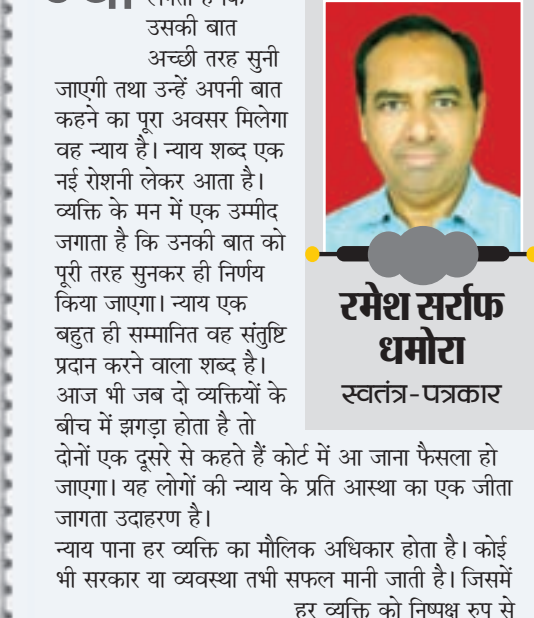 उसकी बात
अच्छी तरह सुनी
जाएगी तथा उन्हें अपनी बात
कहने का पूरा अवसर मिलेगा
वह न्याय है। न्याय शब्द एक
नई रोशनी लेकर आता है।
व्यक्ति के मन में एक उम्मीद
जगाता है कि उनकी बात को
पूरी तरह सुनकर ही निर्णय
किया जाएगा। न्याय एक
बहुत ही सम्मानित वह संतुष्टि
प्रदान करने वाला शब्द है।
आज भी जब दो व्यक्तियों के
बीच में झगड़ा होता है तो
दोनों एक दूसरे से कहते हैं कोर्ट में आ जाना फैसला हो
जाएगा। यह लोगों की न्याय के प्रति आस्था का एक जीता
जागता उदाहरण है।
न्याय पाना हर व्यक्ति का मौलिक अधिकार होता है। कोई
भी सरकार या व्यवस्था तभी सफल मानी जाती है। जिसमें
हर व्यक्ति को निष्पक्ष रुप से
रमेश सर्राफ
धमोरा
स्वतंत्र-पत्रकार